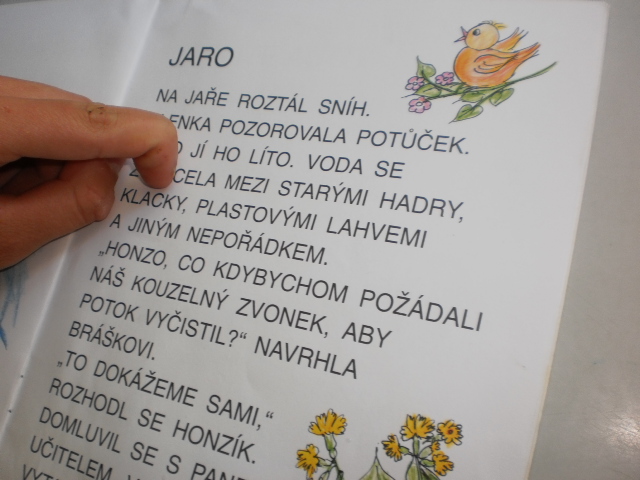 JARO
NA JAŘE ROZTÁL SNÍH.
LENKA POZOROVALA POTŮČEK.
JÍ HO LÍTO. VODA SE
MEZI STARÝMI HADRY,
KLACKY, PLASTOVÝMI LAHVEMI
A JINÝM NEPOŘÁDKEM.
„HONZO, CO KDYBYCHOM POŽÁDALI
NÁŠ KOUZELNÝ ZVONEK, ABY
POTOK VYČISTIL?“ NAVRHLA
BRÁŠKOVI.
„TO DOKÁŽEME SAMI,“
ROZHODL SE HONZÍK.
DOMLUVIL SE S
UČITELEM